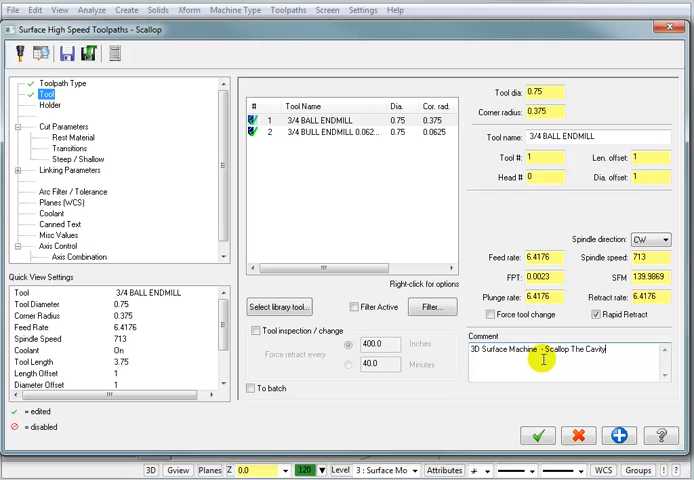 File Edit View Analyze Create Solids Xform Machine Type Toolpaths Screen Settings Help
Surface High Speed Toolpaths - Scallop
Toolpath Type
Tool
Holder
Cut Parameters
Rest Material
Transitions
Steep / Shallow
Linking Parameters
Arc Filter / Tolerance
Planes (WCS)
Coolant
Canned Text
Misc Values
Axis Control
Axis Combination
Quick View Settings
Tool 3/4 BALL ENDMILL
Tool Diameter 0.75
Corner Radius 0.375
Feed Rate 6.4176
Spindle Speed 713
Coolant On
Tool Length 3.75
Length Offset 1
Diameter Offset 1
= edited
= disabled
# Tool Name Dia. Cor. rad.
1 3/4 BALL ENDMILL 0.75 0.375
2 3/4 BULL ENDMILL 0.062... 0.75 0.0625
Right-click for options
Select library tool... Filter Active Filter...
Tool inspection / change
Force retract every 400.0 Inches
40.0 Minutes
To batch
Tool dia: 0.75
Corner radius: 0.375
Tool name: 3/4 BALL ENDMILL
Tool #: 1 Len. offset: 1
Head # 0 Dia. offset: 1
Spindle direction: CW
Feed rate: 6.4176 Spindle speed: 713
FPT: 0.0023 SFM 139.9869
Plunge rate: 6.4176 Retract rate: 6.4176
Force tool change Rapid Retract
Comment
3D Surface Machine - Scallop The Cavity
3D Gview Planes Z 0.0 120 Level 3 : Surface Mo Attributes WCS Groups ! ?